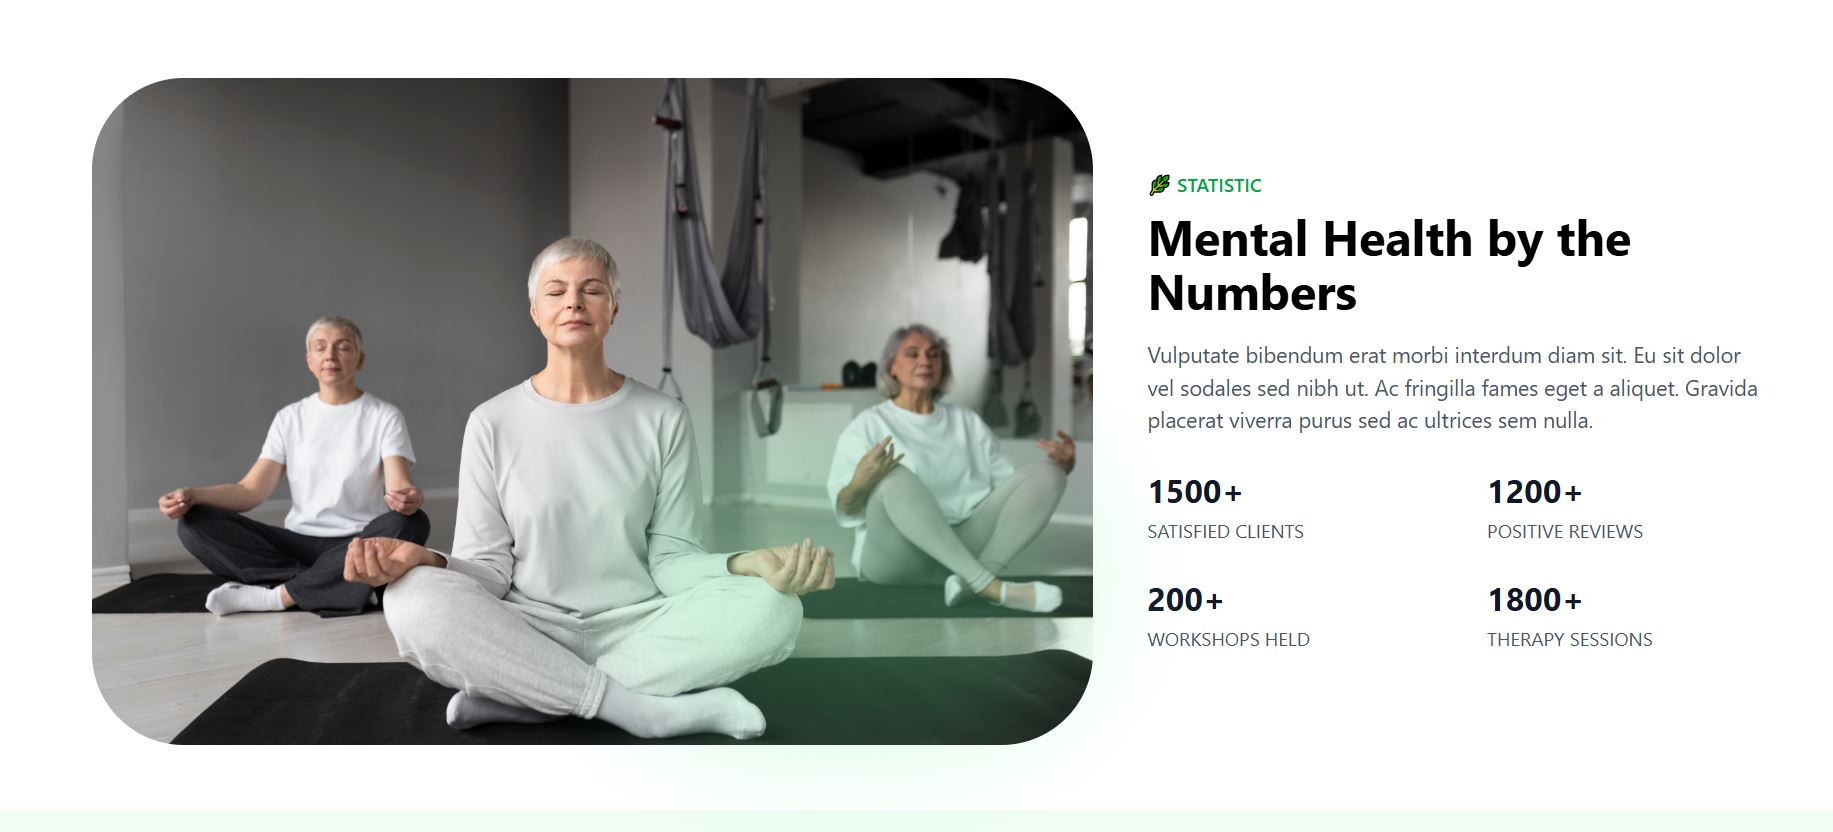 STATISTIC
Mental Health by the
Numbers
Vulputate bibendum erat morbi interdum diam sit. Eu sit dolor
vel sodales sed nibh ut. Ac fringilla fames eget a aliquet. Gravida
placerat viverra purus sed ac ultrices sem nulla.
1500+
SATISFIED CLIENTS
1200+
POSITIVE REVIEWS
200+
WORKSHOPS HELD
1800+
THERAPY SESSIONS